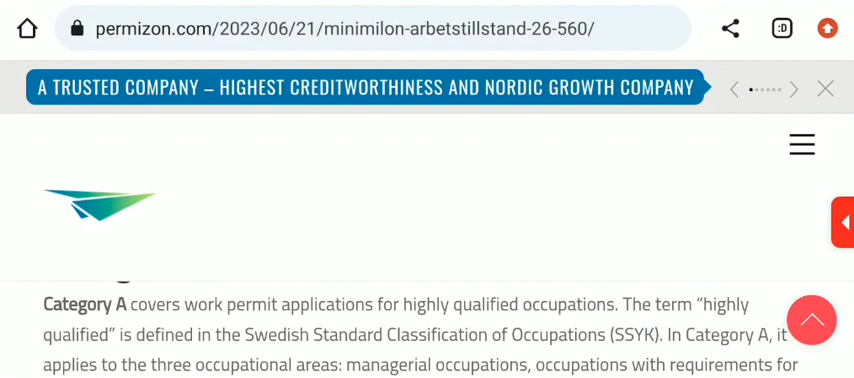 permizon.com/2023/06/21/minimilon-arbetstillstand-26-560/
:D
A TRUSTED COMPANY – HIGHEST CREDITWORTHINESS AND NORDIC GROWTH COMPANY
Category A covers work permit applications for highly qualified occupations. The term “highly
qualified” is defined in the Swedish Standard Classification of Occupations (SSYK). In Category A, it
applies to the three occupational areas: managerial occupations, occupations with requirements for